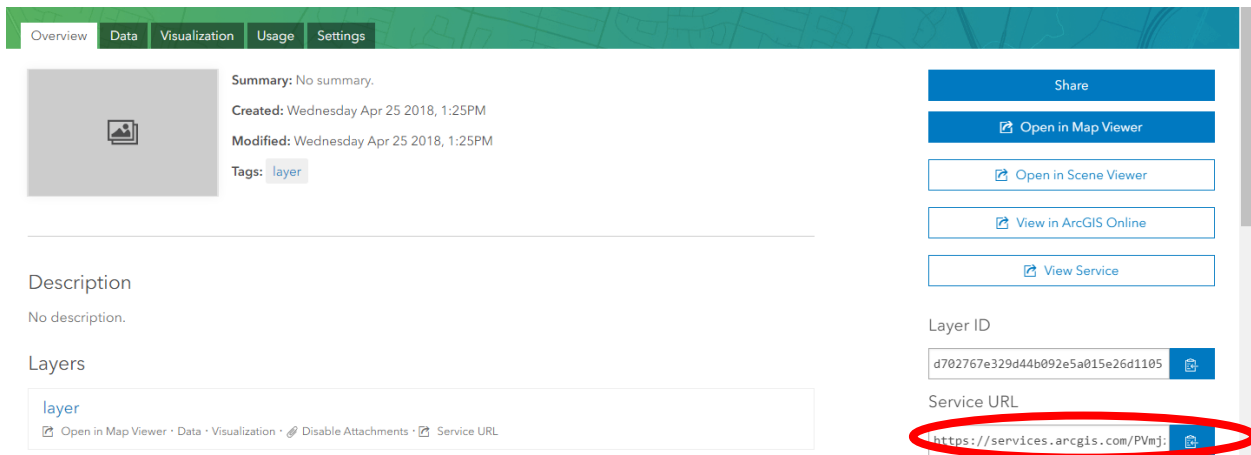 Overview Data Visualization Usage Settings
Summary: No summary.
Created: Wednesday Apr 25 2018, 1:25PM
Modified: Wednesday Apr 25 2018, 1:25PM
Tags: layer
Description
No description.
Layers
layer
Open in Map Viewer · Data · Visualization · Disable Attachments · Service URL
Share
Open in Map Viewer
Open in Scene Viewer
View in ArcGIS Online
View Service
Layer ID
d702767e329d44b092e5a015e26d1105
Service URL
https://services.arcgis.com/PVmj